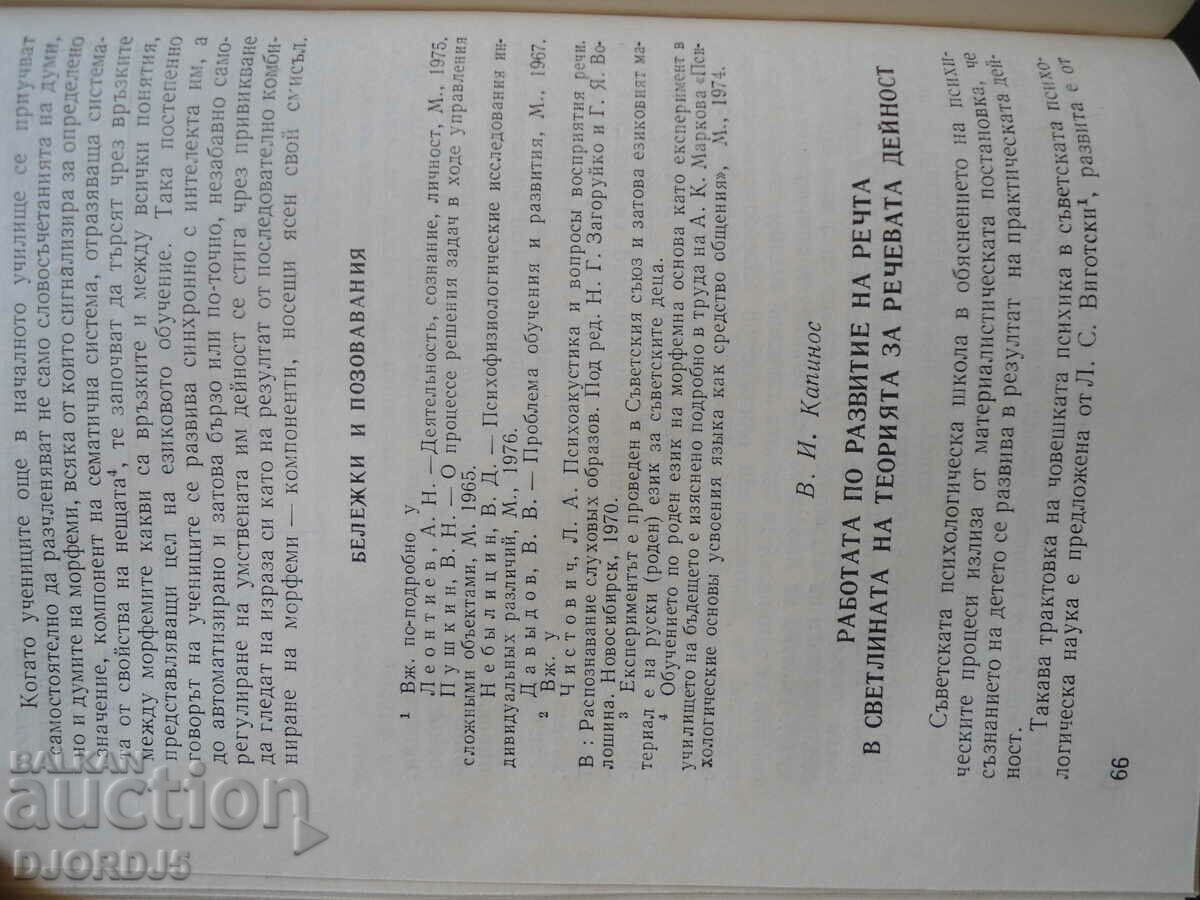 Когато учениците още в началното училище се приучват
самостоятелно да разчленяват не само словосъчетанията на думи,
но и думите на морфеми, всяка от които сигнализира за определено
значение, компонент на сематична система, отразяваща система-
та от свойства на нещата⁴, те започват да търсят чрез връзките
между морфемите каквн са връзките и между всички понятия,
представляващи цел на езиковото обучение. Така постепенно
говорът на учениците се развива синхронно с интелекта им, а
до автоматизирано и затова бързо или по-точно, незабавно само-
регулиране на умствената им дейност се стига чрез привикване
да гледат на израза си като на резултат от последователно комби-
ниране на морфеми — компоненти, носещи ясен свой смисъл.
БЕЛЕЖКИ И ПОЗОВАВАНИЯ
¹ Вж. по-подробно у
Леонтиев, А. Н. — Деятельность, сознание, личност, М., 1975,
Пушкин, В. Н. — О процессе решения задач в ходе управления
сложными объектами. М. 1965.
Небылицин, В. Д. — Психофизиологические исследования ин-
дивидуальных различий, М., 1976.
Давыдов, В. В. — Проблема обучения и развития, М., 1967.
² Вж. у
Чистович, Л. А. Психоакустика и вопросы восприятия речи.
В : Распознавание слуховых образов. Под ред. Н. Г. Загоруйко и Г. Я. Во-
лошина. Новосибирск, 1970.
³ Експериментът е проведен в Съветския съюз и затова езиковият ма-
териал е на руски (роден) език за съветските деца.
⁴ Обучението по роден език на морфемна основа като експеримент в
училището на бъдещето е изяснено подробно в труда на А. К. Маркова «Пси-
хологические основы усвоения языка как средство общения», М., 1974.
В. И. Капинос
РАБОТАТА ПО РАЗВИТИЕ НА РЕЧТА
В СВЕТЛИНАТА НА ТЕОРИЯТА ЗА РЕЧЕВАТА ДЕЙНОСТ
Съветската психологическа школа в обяснението на психи-
ческите процеси излиза от материалистическата постановка, че
съзнанието на детето се развива в резултат на практическата дей-
ност.
Такава трактовка на човешката психика в съветската психо-
логическа наука е предложена от Л. С. Виготски¹, развита е от
66
BALKAN
auction
DJORDJ5